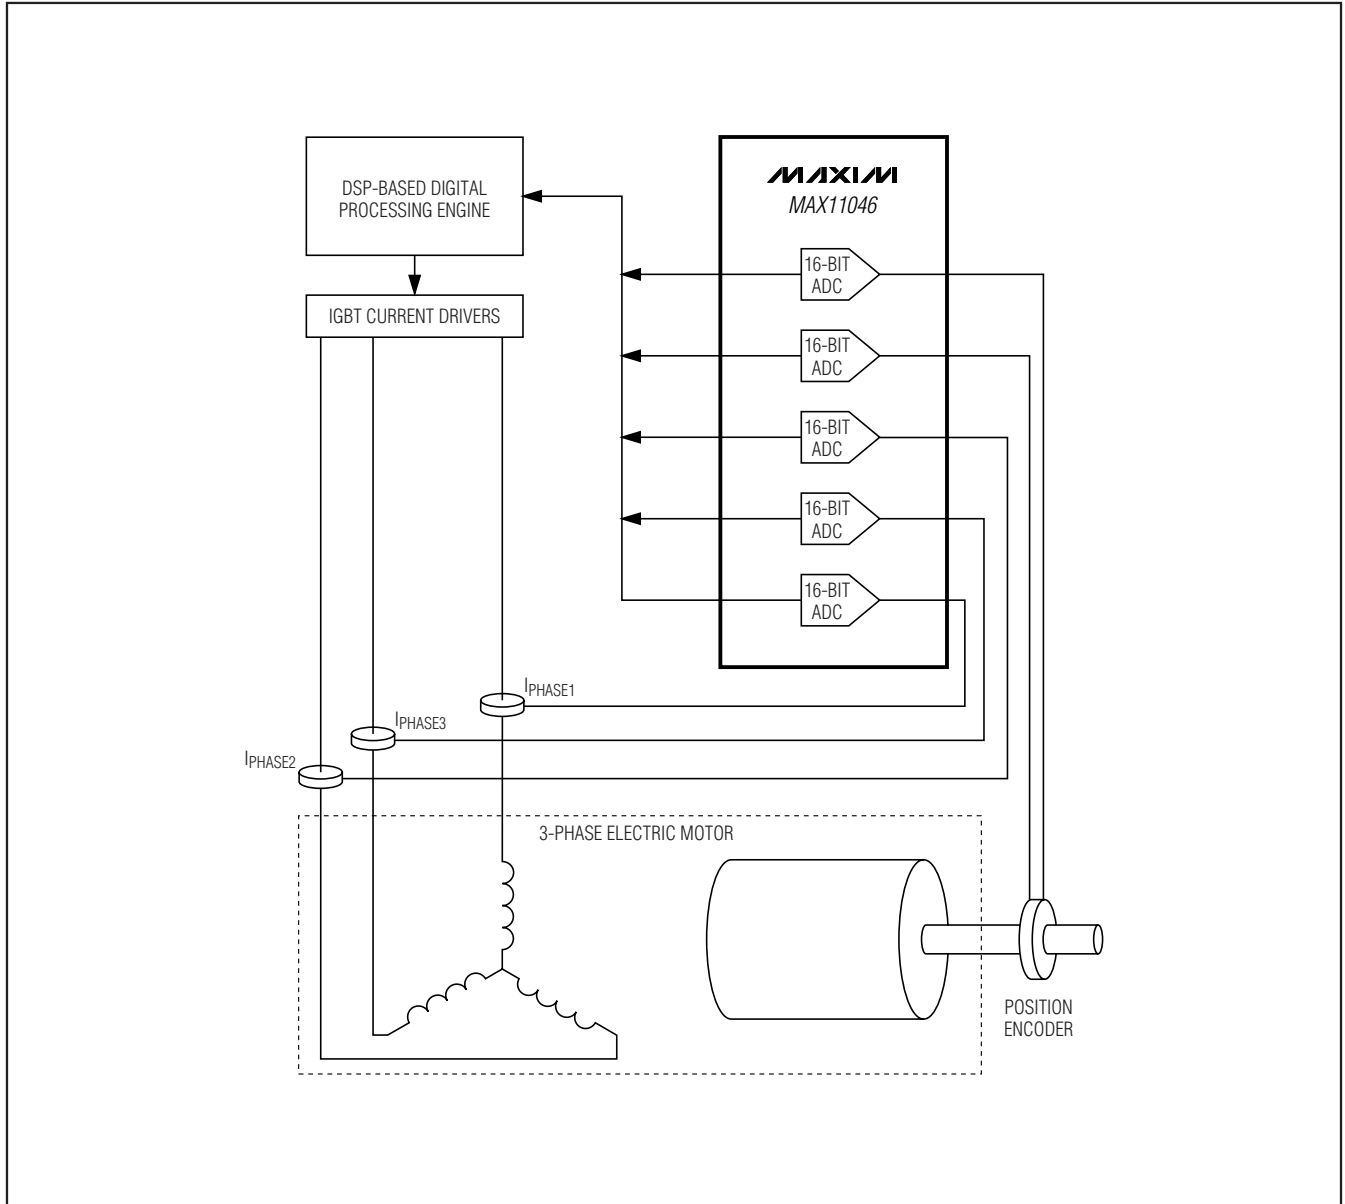 DSP-BASED DIGITAL
PROCESSING ENGINE
IGBT CURRENT DRIVERS
MAXIM
MAX11046
16-BIT
ADC
16-BIT
ADC
16-BIT
ADC
16-BIT
ADC
16-BIT
ADC
IPHASE1
IPHASE3
IPHASE2
3-PHASE ELECTRIC MOTOR
POSITION
ENCODER